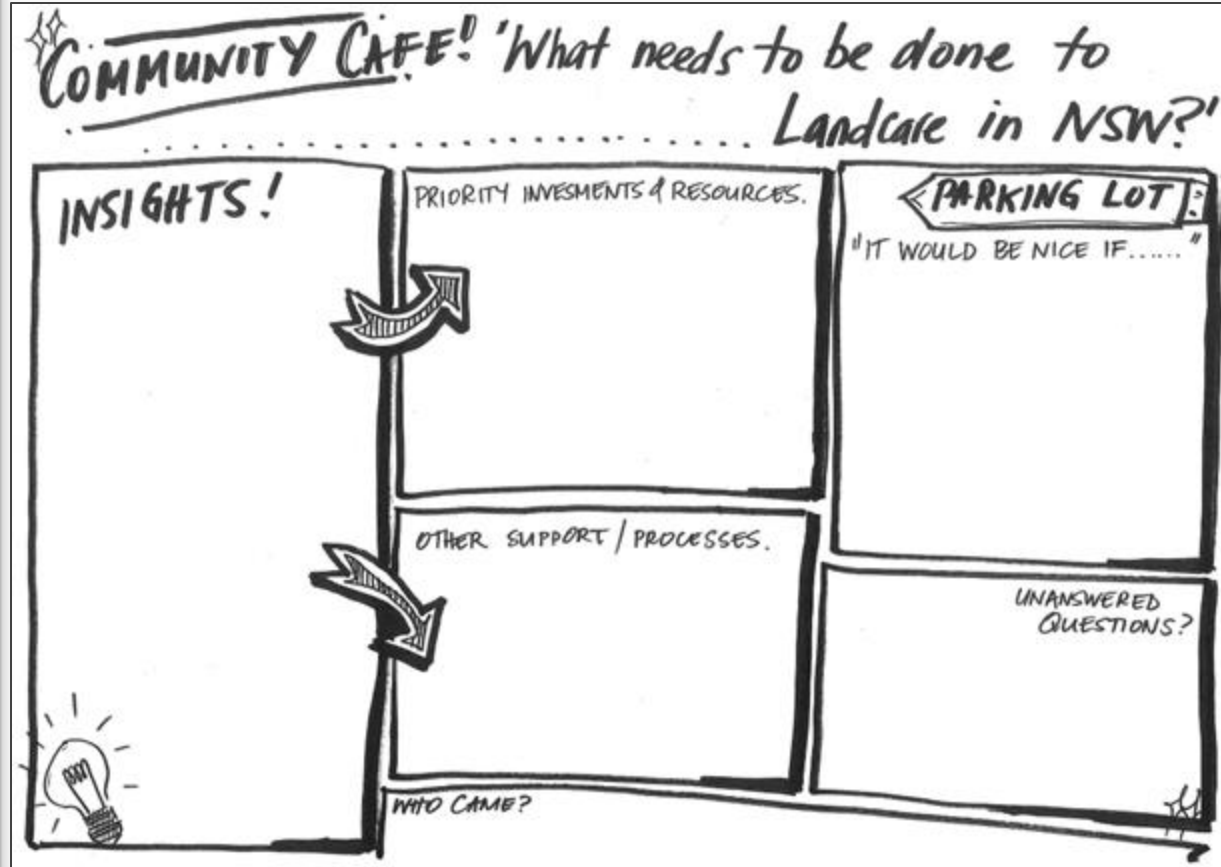 COMMUNITY CAFE! 'What needs to be done to
.................................... Landcare in NSW?'
INSIGHTS!
PRIORITY INVESMENTS & RESOURCES.
OTHER SUPPORT / PROCESSES.
WHO CAME?
PARKING LOT
"IT WOULD BE NICE IF......"
UNANSWERED
QUESTIONS?